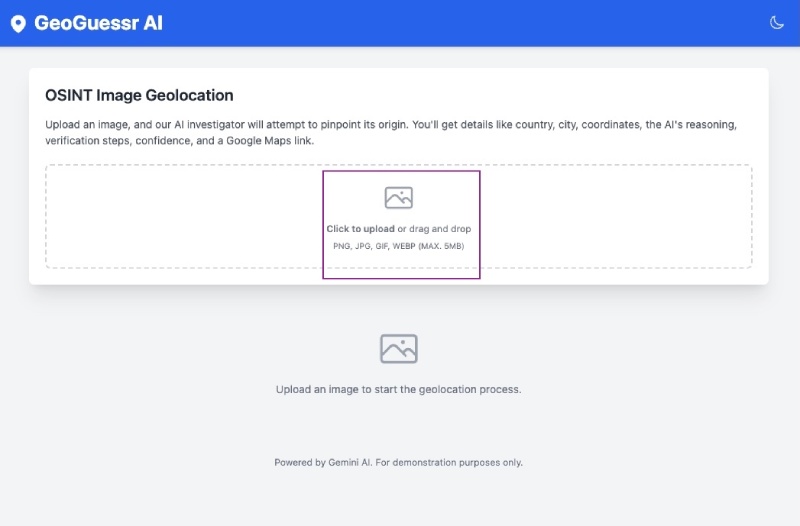 GeoGuessr AI
OSINT Image Geolocation
Upload an image, and our AI investigator will attempt to pinpoint its origin. You'll get details like country, city, coordinates, the AI's reasoning,
verification steps, confidence, and a Google Maps link.
Click to upload or drag and drop
PNG, JPG, GIF, WEBP (MAX. 5MB)
Upload an image to start the geolocation process.
Powered by Gemini AI. For demonstration purposes only.